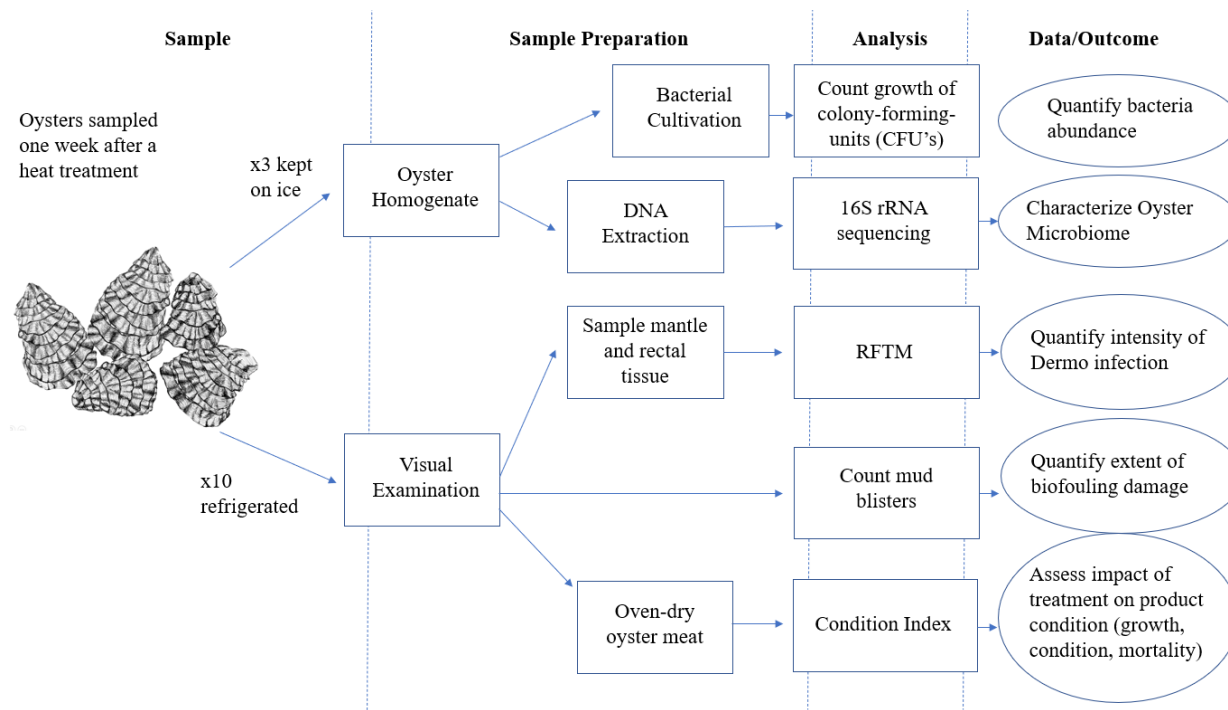 Sample
Sample Preparation
Analysis
Data/Outcome
Oysters sampled
one week after a
heat treatment
x3 kept
on ice
x10
refrigerated
Oyster
Homogenate
Visual
Examination
Bacterial
Cultivation
DNA
Extraction
Sample mantle
and rectal
tissue
Oven-dry
oyster meat
Count growth of
colony-forming-
units (CFU's)
16S rRNA
sequencing
RFTM
Count mud
blisters
Condition Index
Quantify bacteria
abundance
Characterize Oyster
Microbiome
Quantify intensity of
Dermo infection
Quantify extent of
biofouling damage
Assess impact of
treatment on product
condition (growth,
condition, mortality)